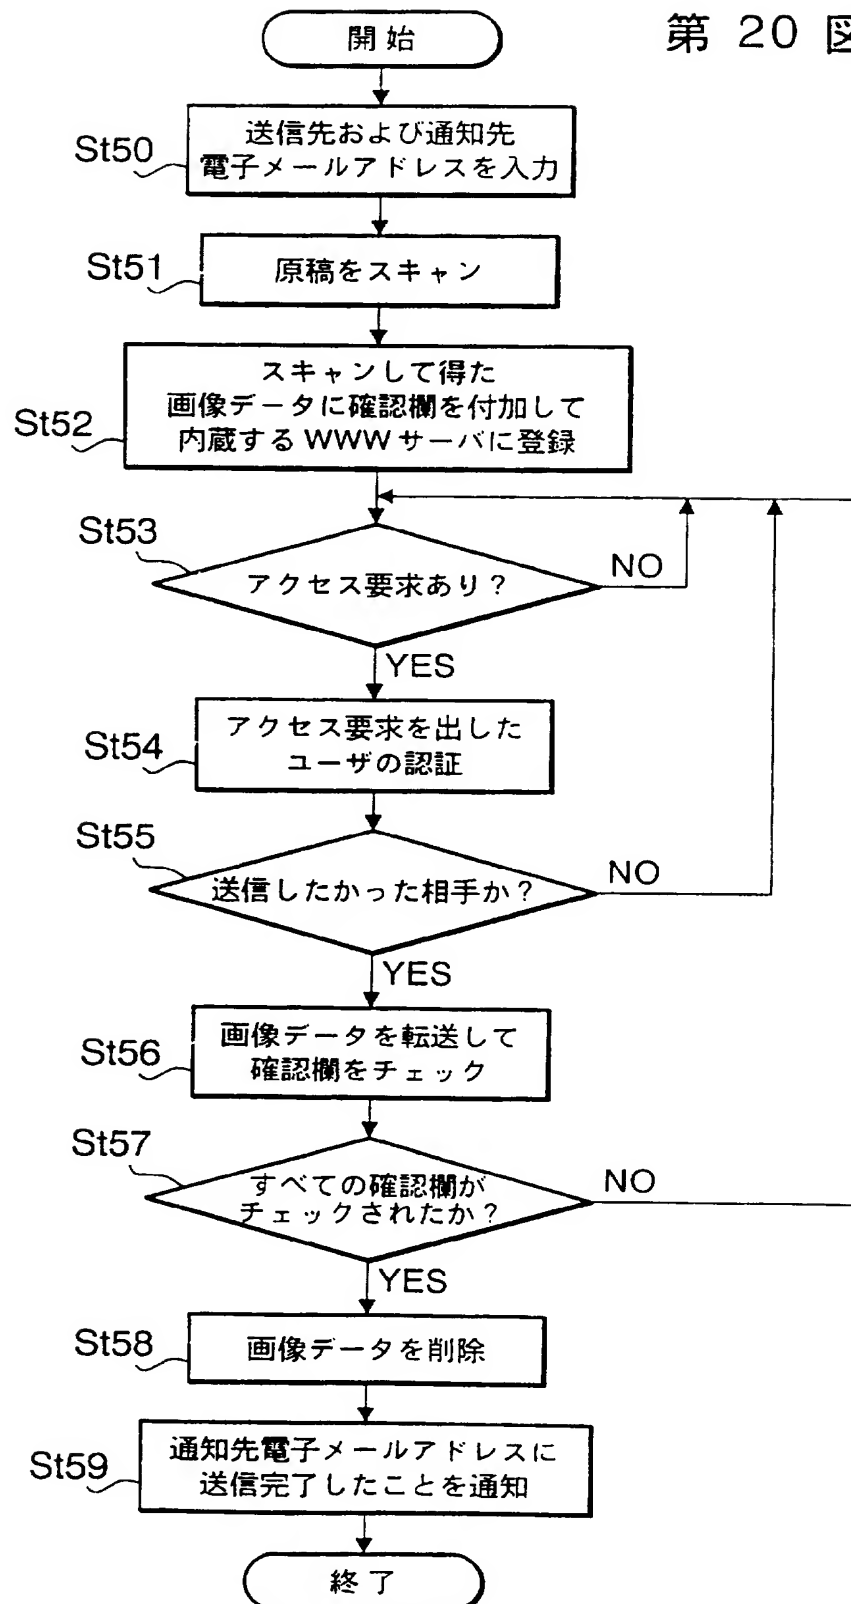 第 20 図
開始
St50
送信先および通知先
電子メールアドレスを入力
St51
原稿をスキャン
St52
スキャンして得た
画像データに確認欄を付加して
内蔵する WWW サーバに登録
St53
アクセス要求あり？
NO
YES
St54
アクセス要求を出した
ユーザの認証
St55
送信したかった相手か？
NO
YES
St56
画像データを転送して
確認欄をチェック
St57
すべての確認欄が
チェックされたか？
NO
YES
St58
画像データを削除
St59
通知先電子メールアドレスに
送信完了したことを通知
終了